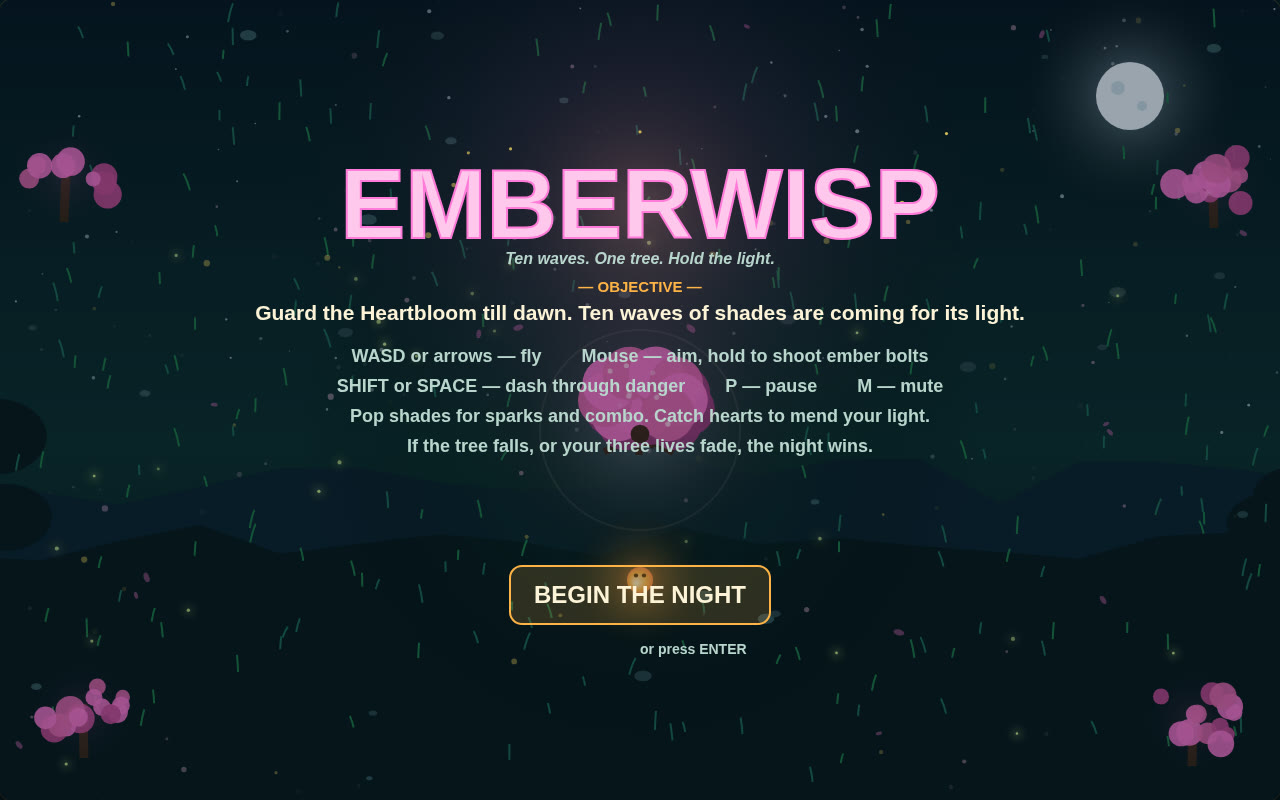 EMBERWISP
Ten waves. One tree. Hold the light.
— OBJECTIVE —
Guard the Heartbloom till dawn. Ten waves of shades are coming for its light.
WASD or arrows — fly Mouse — aim, hold to shoot ember bolts
SHIFT or SPACE — dash through danger P — pause M — mute
Pop shades for sparks and combo. Catch hearts to mend your light.
If the tree falls, or your three lives fade, the night wins.
BEGIN THE NIGHT
or press ENTER